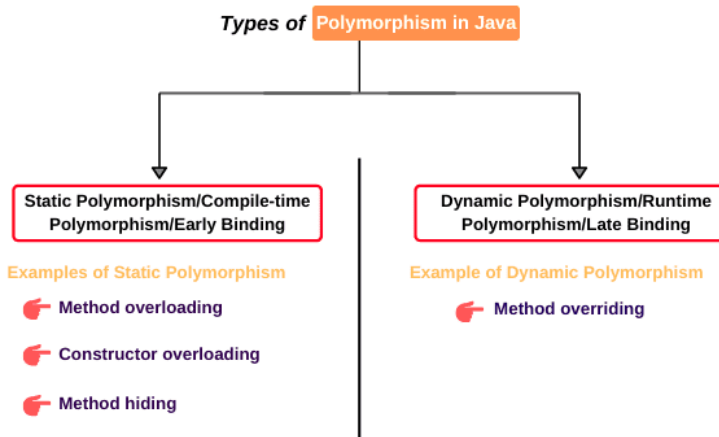 Types of Polymorphism in Java
Static Polymorphism/Compile-time
Polymorphism/Early Binding
Examples of Static Polymorphism
Method overloading
Constructor overloading
Method hiding
Dynamic Polymorphism/Runtime
Polymorphism/Late Binding
Example of Dynamic Polymorphism
Method overriding